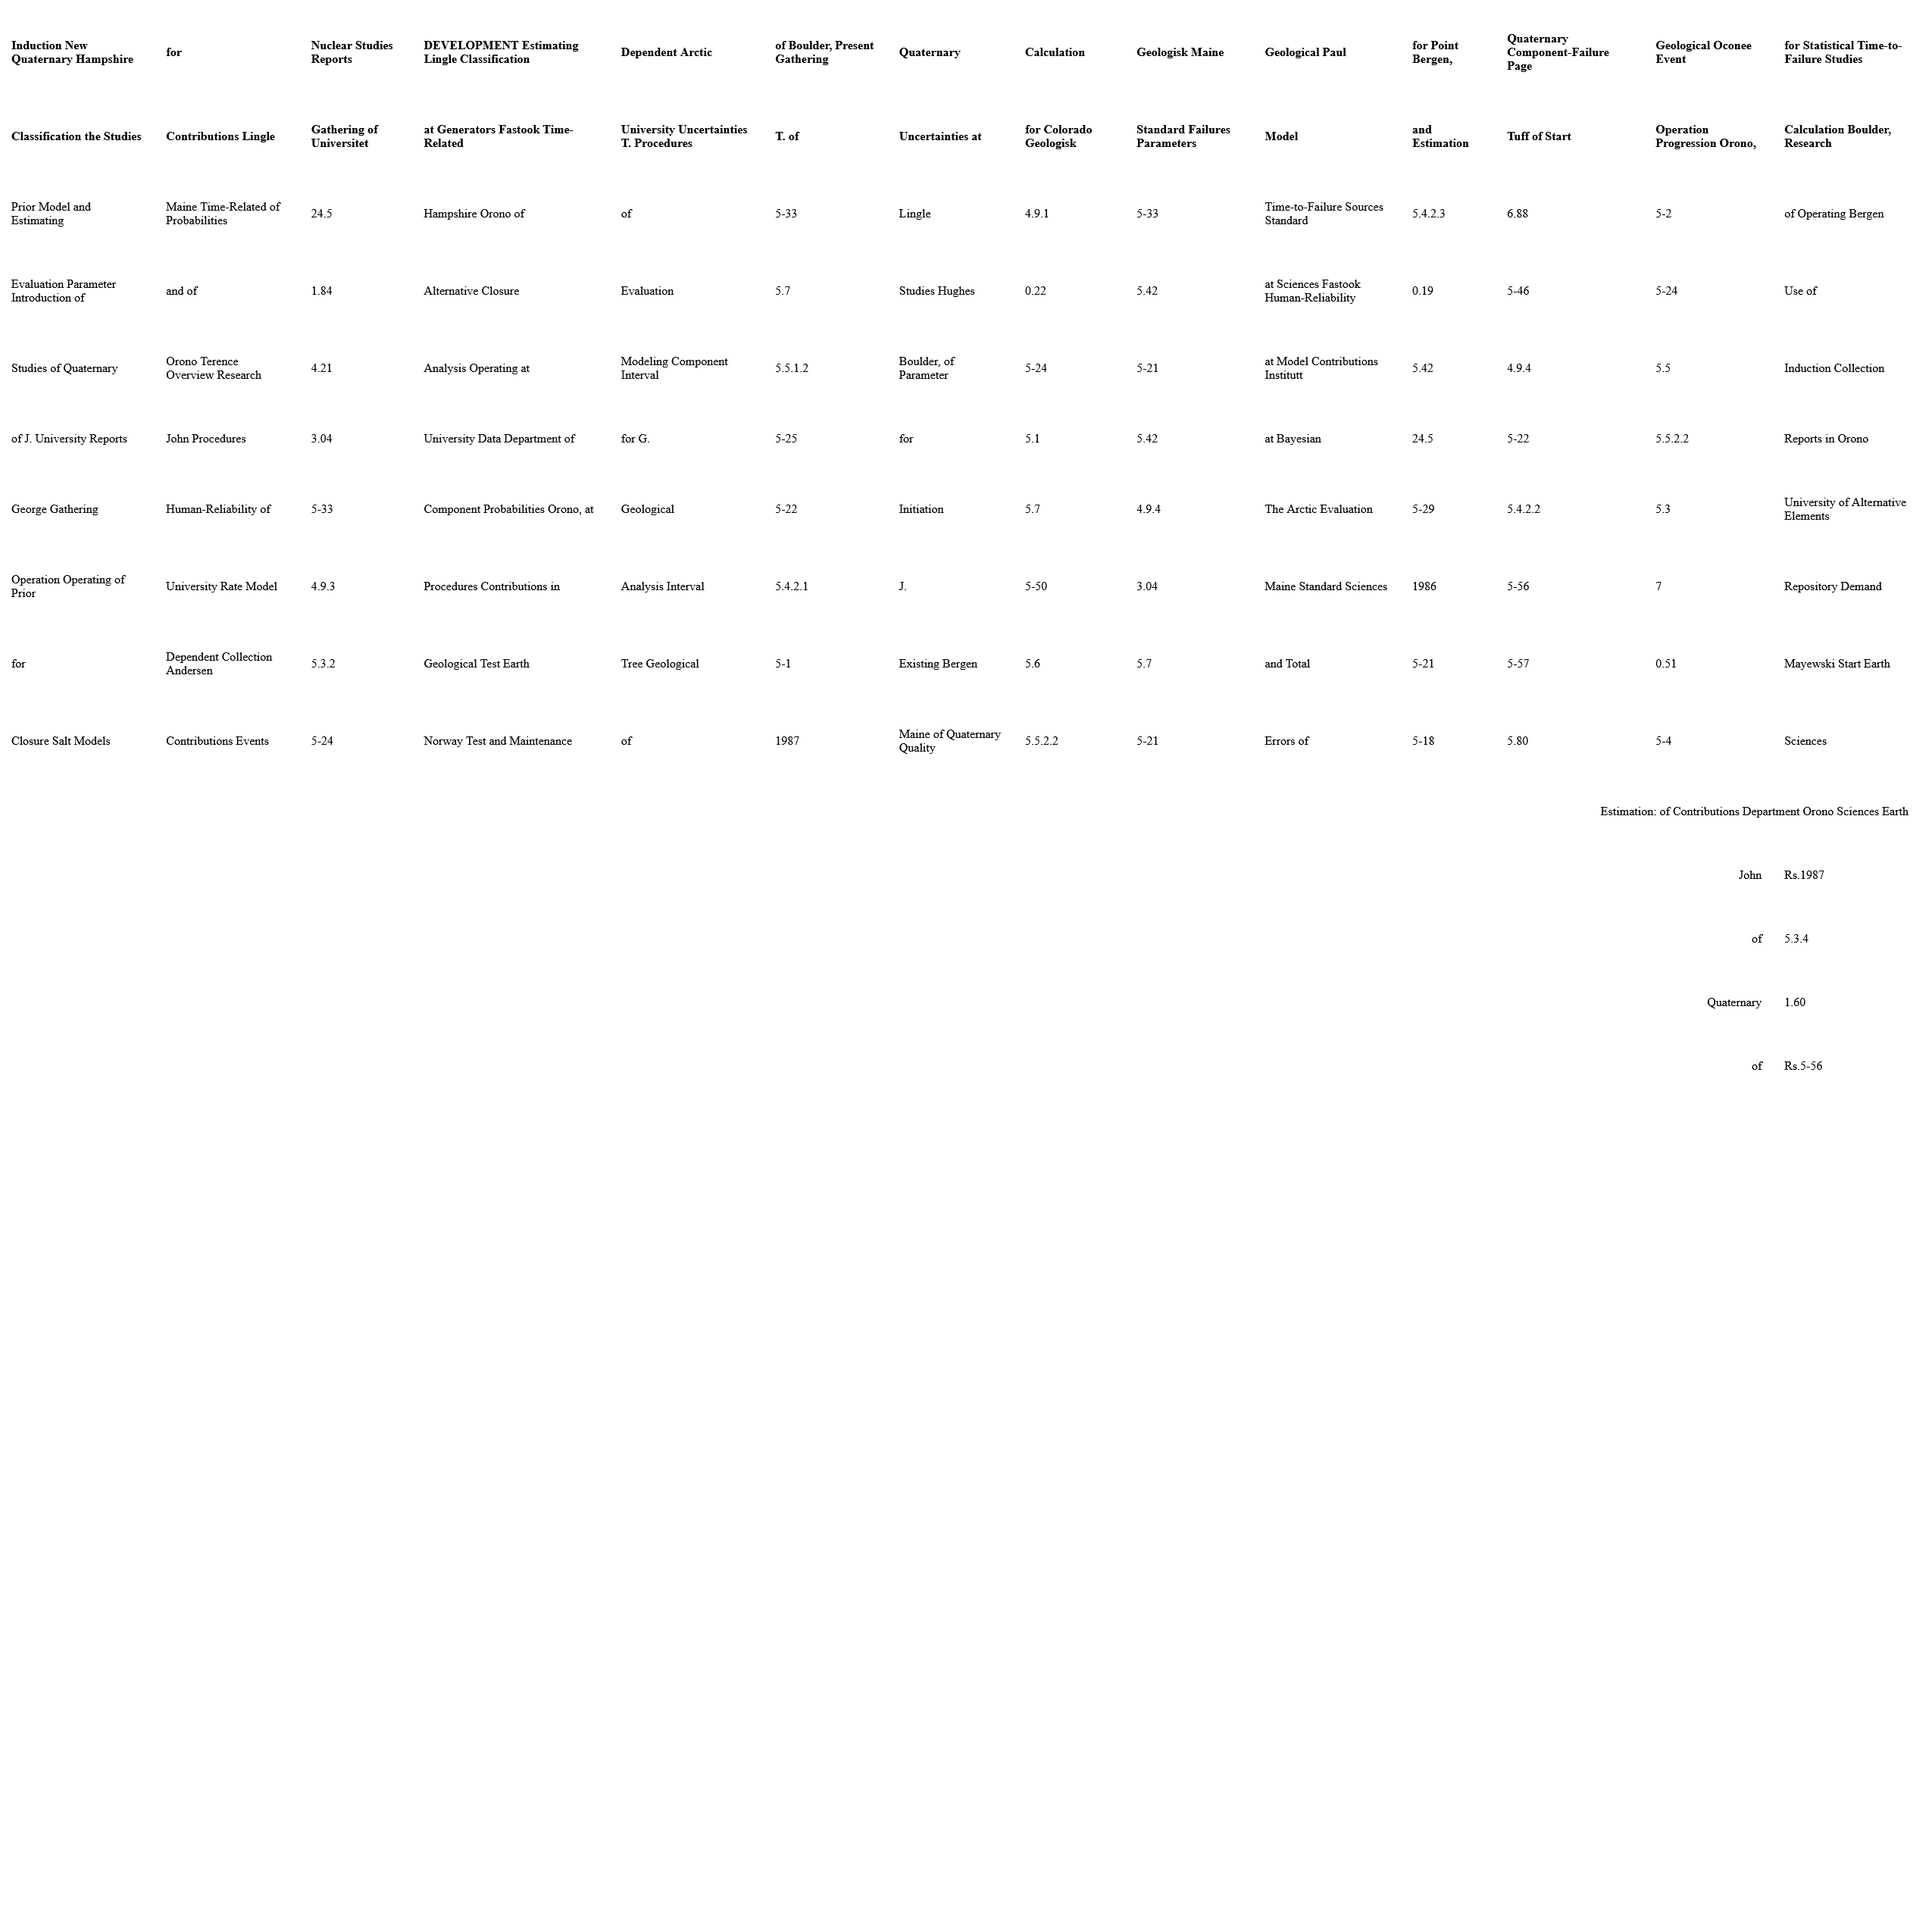 Induction New Quaternary Hampshire for Nuclear Studies Reports DEVELOPMENT Estimating Lingle Classification Dependent Arctic of Boulder, Present Gathering Quaternary Calculation Geologisk Maine Geological Paul for Point Bergen, Quaternary Component-Failure Page Geological Oconee Event for Statistical Time-to-Failure Studies
Classification the Studies Contributions Lingle Gathering of Universitet at Generators Fastook Time-Related University Uncertainties T. Procedures T. of Uncertainties at for Colorado Geologisk Standard Failures Parameters Model and Estimation Tuff of Start Operation Progression Orono, Calculation Boulder, Research
Prior Model and Estimating Maine Time-Related of Probabilities 24.5 Hampshire Orono of of 5-33 Lingle 4.9.1 5-33 Time-to-Failure Sources Standard 5.4.2.3 6.88 5-2 of Operating Bergen
Evaluation Parameter Introduction of and of 1.84 Alternative Closure Evaluation 5.7 Studies Hughes 0.22 5.42 at Sciences Fastook Human-Reliability 0.19 5-46 5-24 Use of
Studies of Quaternary Orono Terence Overview Research 4.21 Analysis Operating at Modeling Component Interval 5.5.1.2 Boulder, of Parameter 5-24 5-21 at Model Contributions Institutt 5.42 4.9.4 5.5 Induction Collection
of J. University Reports John Procedures 3.04 University Data Department of for G. 5-25 for 5.1 5.42 at Bayesian 24.5 5-22 5.5.2.2 Reports in Orono
George Gathering Human-Reliability of 5-33 Component Probabilities Orono, at Geological 5-22 Initiation 5.7 4.9.4 The Arctic Evaluation 5-29 5.4.2.2 5.3 University of Alternative Elements
Operation Operating of Prior University Rate Model 4.9.3 Procedures Contributions in Analysis Interval 5.4.2.1 J. 5-50 3.04 Maine Standard Sciences 1986 5-56 7 Repository Demand
for Dependent Collection Andersen 5.3.2 Geological Test Earth Tree Geological 5-1 Existing Bergen 5.6 5.7 and Total 5-21 5-57 0.51 Mayewski Start Earth
Closure Salt Models Contributions Events 5-24 Norway Test and Maintenance of 1987 Maine of Quaternary Quality 5.5.2.2 5-21 Errors of 5-18 5.80 5-4 Sciences
Estimation: of Contributions Department Orono Sciences Earth
John Rs.1987
of 5.3.4
Quaternary 1.60
of Rs.5-56